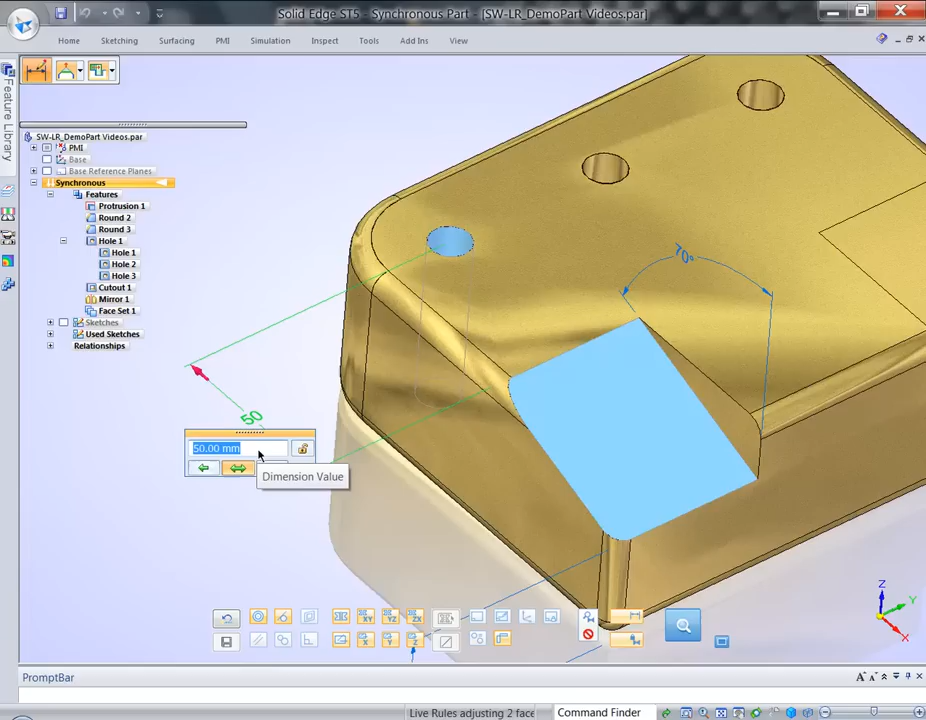 Solid Edge ST5 - Synchronous Part - [SW-LR_DemoPart Videos.par]
Home Sketching Surfacing PMI Simulation Inspect Tools Add Ins View
Feature Library
SW-LR_DemoPart Videos.par
PMI
Base
Base Reference Planes
Synchronous
Features
Protrusion 1
Round 2
Round 3
Hole 1
Hole 1
Hole 2
Hole 3
Cutout 1
Mirror 1
Face Set 1
Sketches
Used Sketches
Relationships
70°
50
50.00 mm
Dimension Value
Z
Y
X
XY YZ ZX
X Y Z
PromptBar
Live Rules adjusting 2 face
Command Finder